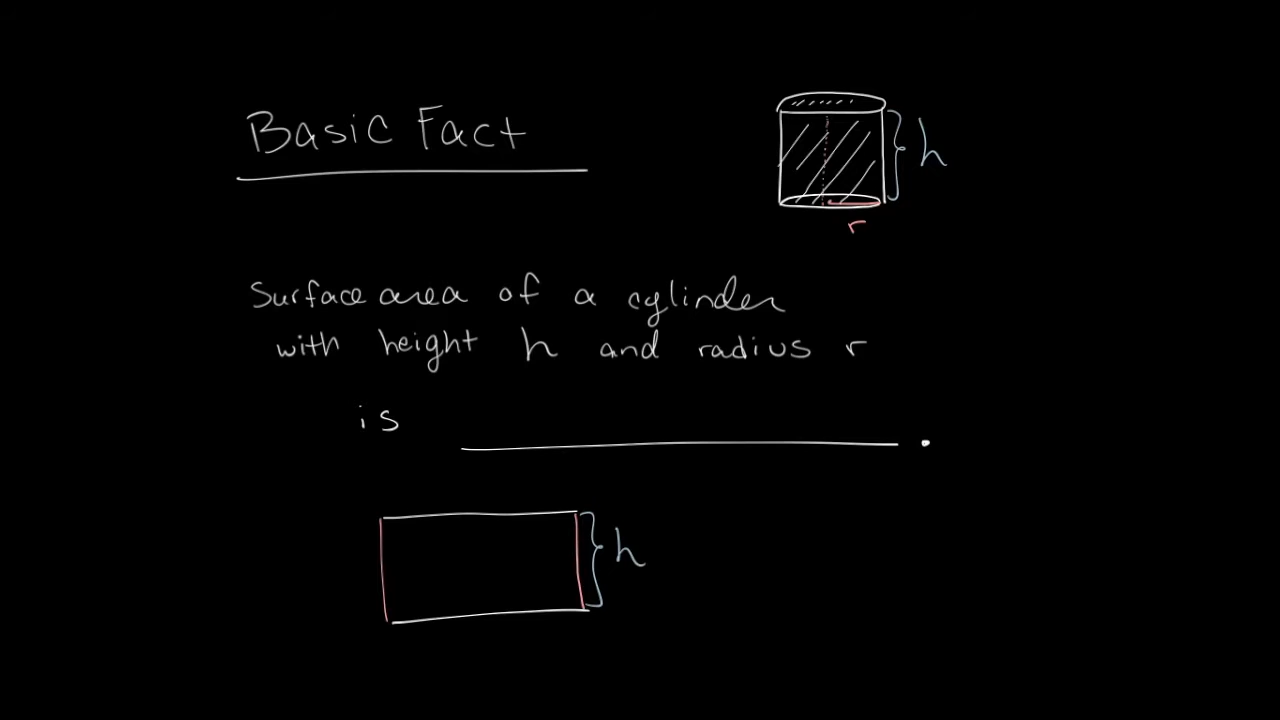 Basic Fact
h
r
Surface area of a cylinder
with height h and radius r
is .
h